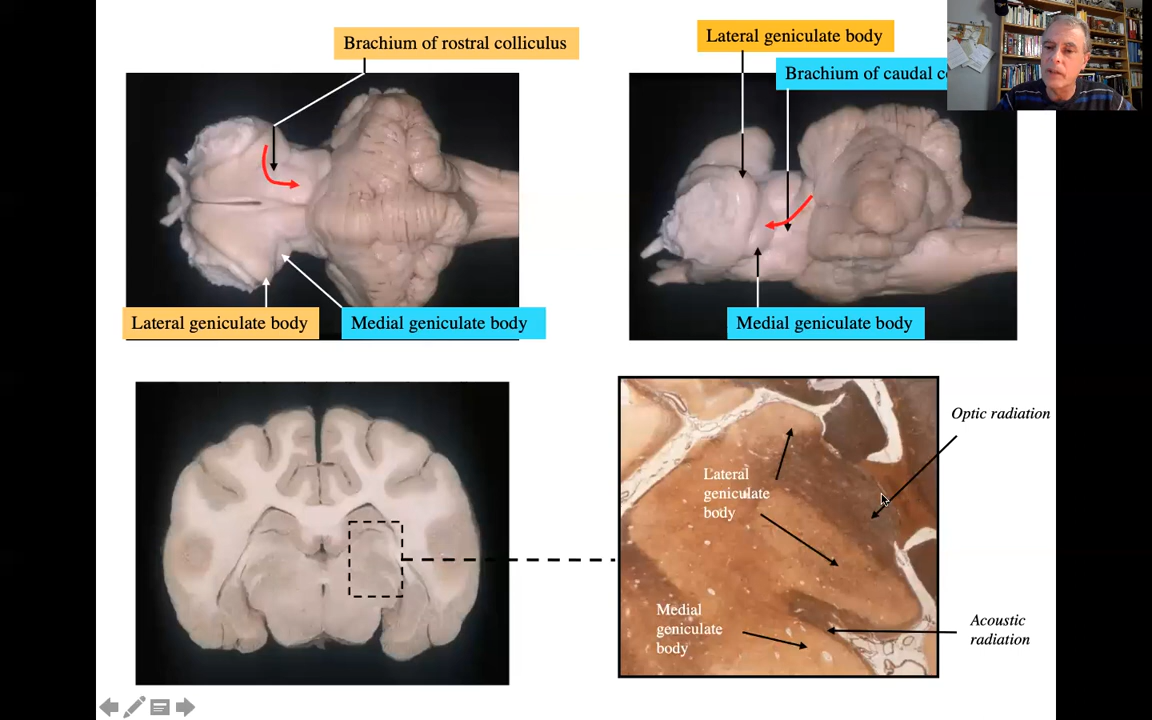 Brachium of rostral colliculus
Lateral geniculate body
Brachium of caudal
Lateral geniculate body
Medial geniculate body
Medial geniculate body
Optic radiation
Lateral
geniculate
body
Medial
geniculate
body
Acoustic
radiation